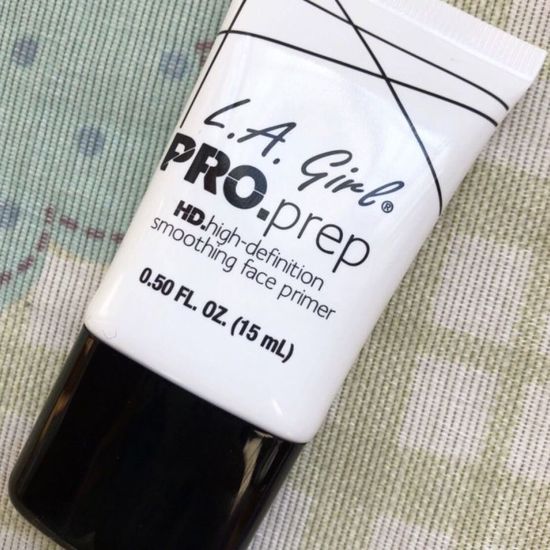 L.A. Girl®
PRO.prep
HD.high-definition
smoothing face primer
0.50 FL. OZ. (15 mL)